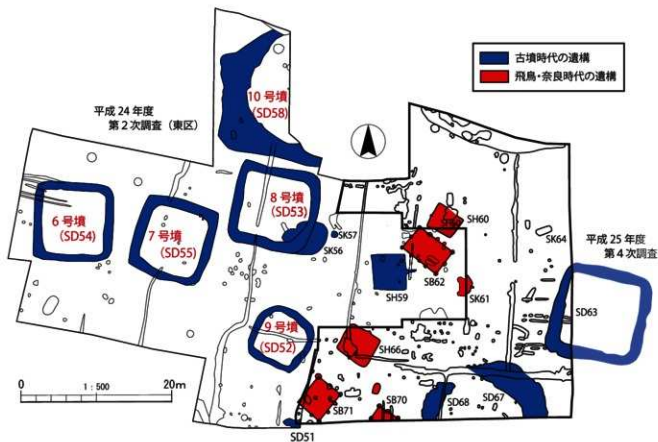 古墳時代の遺構
飛鳥・奈良時代の遺構
平成24年度
第2次調査(東区)
10号墳
(SD58)
6号墳
(SD54)
7号墳
(SD55)
8号墳
(SD53)
SK57
SK56
SH60
SB62
SH59
SK61
SK64
平成25年度
第4次調査
SD63
9号墳
(SD52)
SH66
SB71
SB70
SD68
SD67
SD51
0
1:500
20m